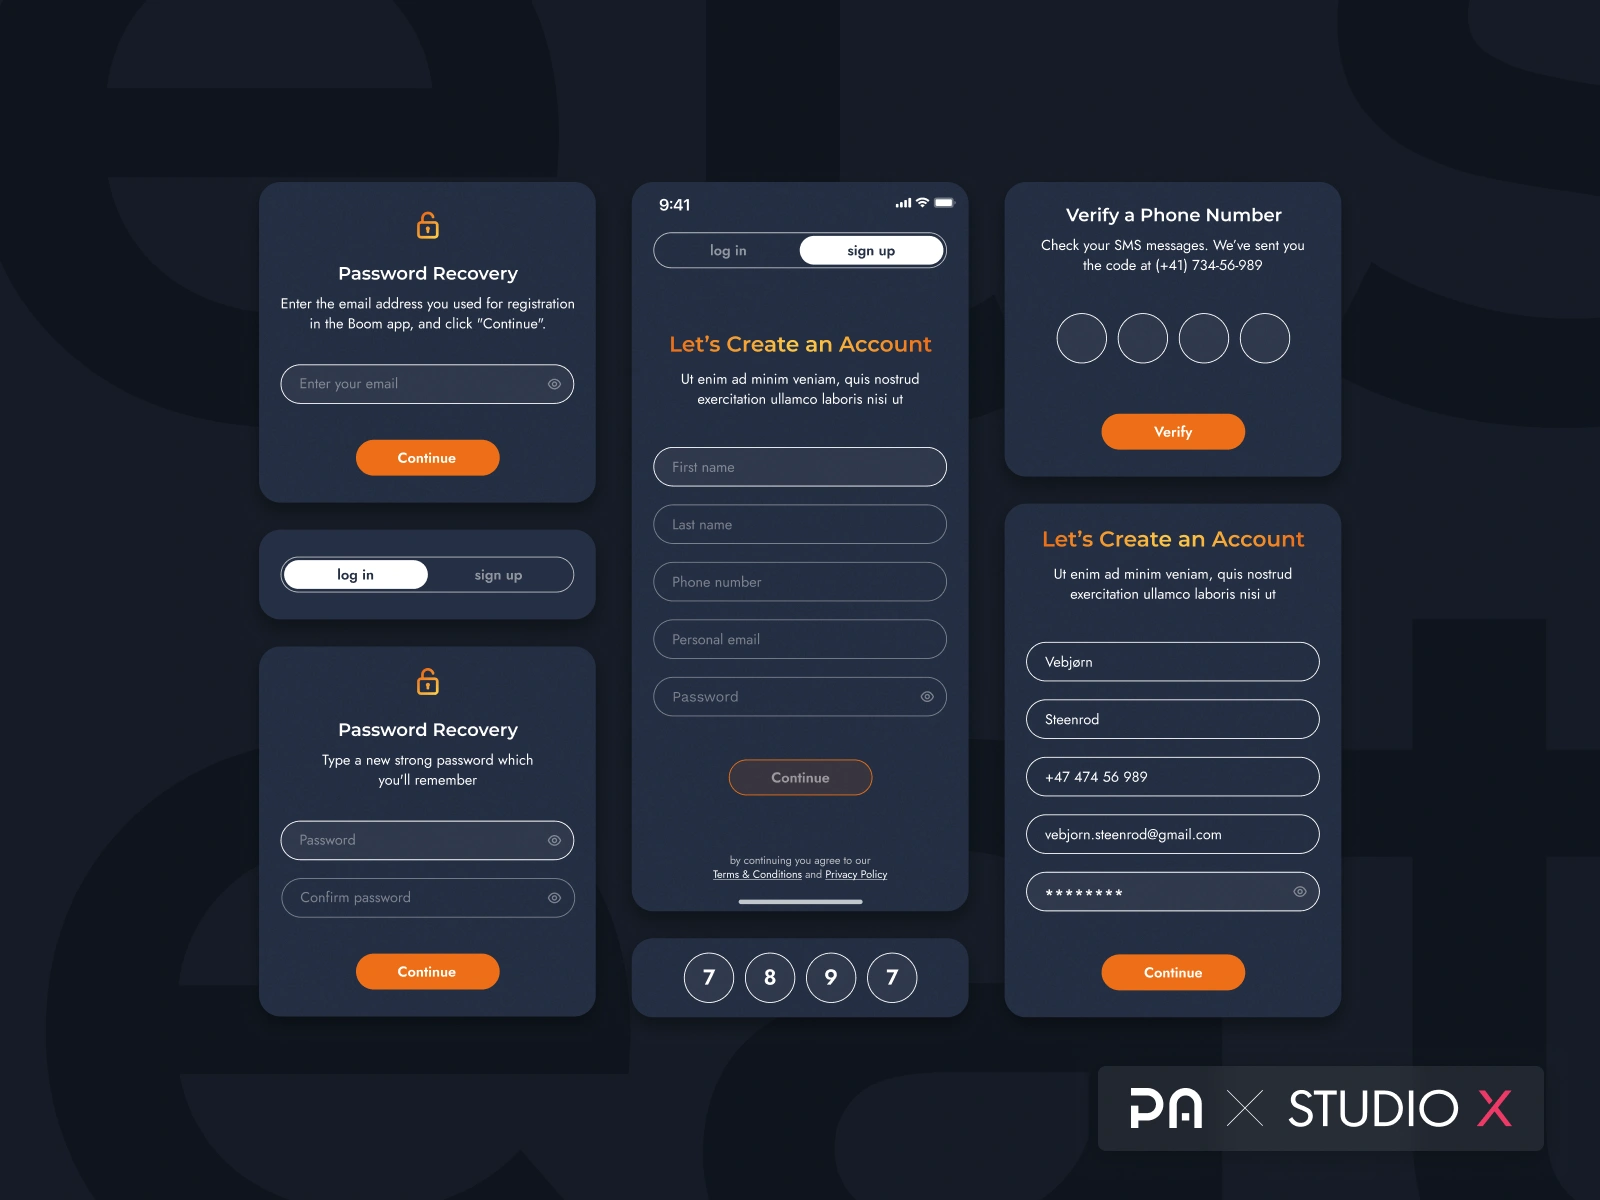 Password Recovery
Enter the email address you used for registration
in the Boom app, and click "Continue".
Enter your email
Continue
log in
sign up
Password Recovery
Type a new strong password which
you'll remember
Password
Confirm password
Continue
9:41
log in
sign up
Let’s Create an Account
Ut enim ad minim veniam, quis nostrud
exercitation ullamco laboris nisi ut
First name
Last name
Phone number
Personal email
Password
Continue
by continuing you agree to our
Terms & Conditions and Privacy Policy
7 8 9 7
Verify a Phone Number
Check your SMS messages. We’ve sent you
the code at (+41) 734-56-989
Verify
Let’s Create an Account
Ut enim ad minim veniam, quis nostrud
exercitation ullamco laboris nisi ut
Vebjørn
Steenrod
+47 474 56 989
vebjorn.steenrod@gmail.com
********
Continue
PA X STUDIO X